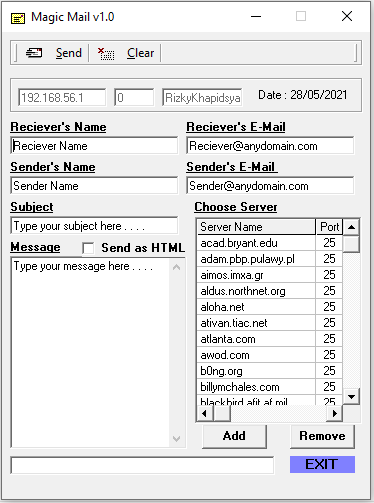 Magic Mail v1.0
Send Clear
192.168.56.1 0 RizkyKhapidsya Date : 28/05/2021
Reciever's Name Reciever's E-Mail
Reciever Name Reciever@anydomain.com
Sender's Name Sender's E-Mail
Sender Name Sender@anydomain.com
Subject Choose Server
Type your subject here . . . .
Server Name Port
Message Send as HTML
Type your message here . . . .
acad.bryant.edu 25
adam.pbp.pulawy.pl 25
aimos.imxa.gr 25
aldus.northnet.org 25
aloha.net 25
ativan.tiac.net 25
atlanta.com 25
awod.com 25
b0ng.org 25
billymchales.com 25
blackbird.afit.af.mil 25
Add Remove
EXIT